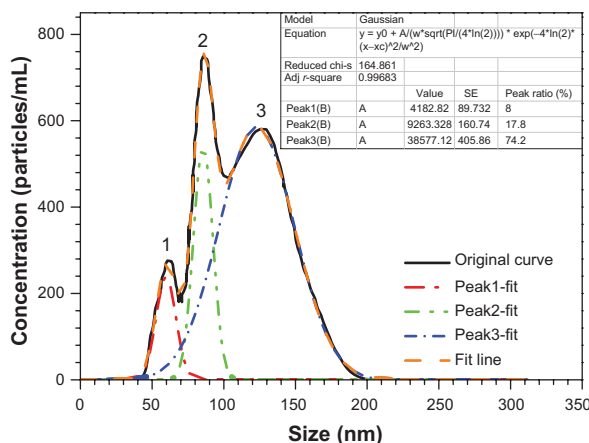 Model Gaussian
Equation y = y0 + A/(w*sqrt(PI/(4*ln(2)))) * exp(−4*ln(2)*
(x−xc)^2/w^2)
Reduced chi-s 164.861
Adj r-square 0.99683
Value SE Peak ratio (%)
Peak1(B) A 4182.82 89.732 8
Peak2(B) A 9263.328 160.74 17.8
Peak3(B) A 38577.12 405.86 74.2
Concentration (particles/mL)
800
600
400
200
0
1
2
3
Original curve
Peak1-fit
Peak2-fit
Peak3-fit
Fit line
0 50 100 150 200 250 300 350
Size (nm)